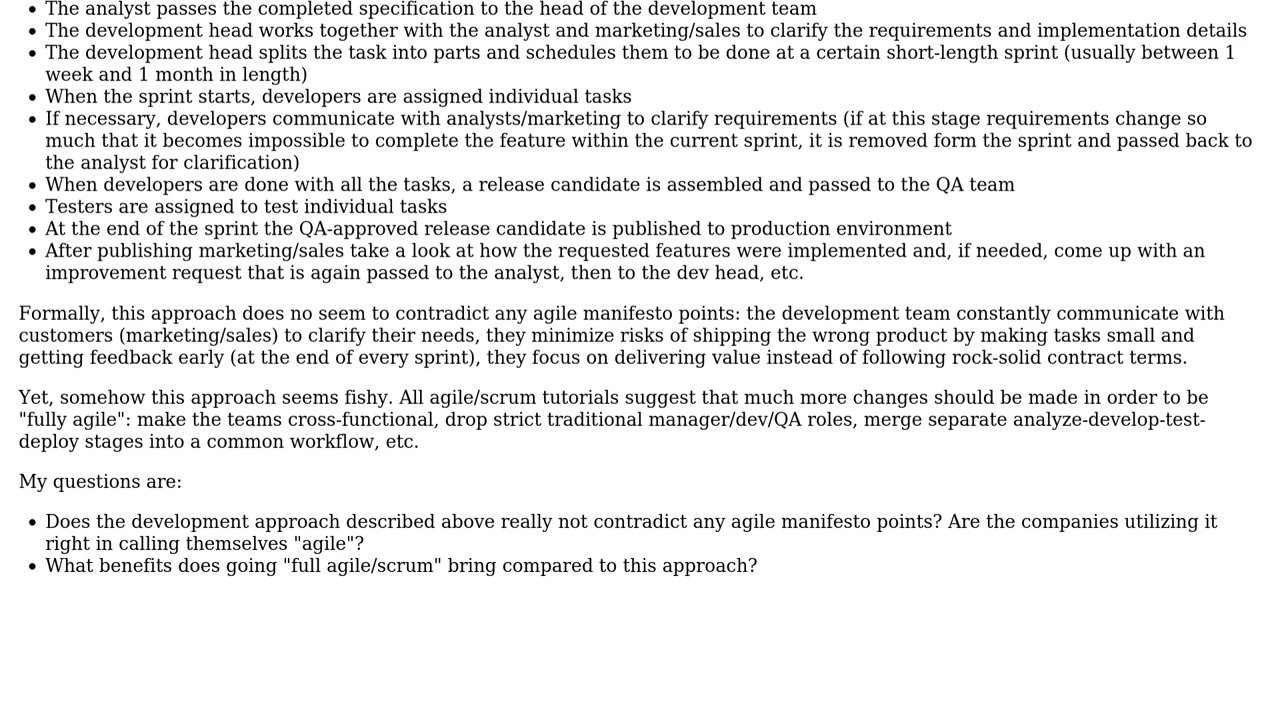 • The analyst passes the completed specification to the head of the development team
• The development head works together with the analyst and marketing/sales to clarify the requirements and implementation details
• The development head splits the task into parts and schedules them to be done at a certain short-length sprint (usually between 1
week and 1 month in length)
• When the sprint starts, developers are assigned individual tasks
• If necessary, developers communicate with analysts/marketing to clarify requirements (if at this stage requirements change so
much that it becomes impossible to complete the feature within the current sprint, it is removed form the sprint and passed back to
the analyst for clarification)
• When developers are done with all the tasks, a release candidate is assembled and passed to the QA team
• Testers are assigned to test individual tasks
• At the end of the sprint the QA-approved release candidate is published to production environment
• After publishing marketing/sales take a look at how the requested features were implemented and, if needed, come up with an
improvement request that is again passed to the analyst, then to the dev head, etc.
Formally, this approach does no seem to contradict any agile manifesto points: the development team constantly communicate with
customers (marketing/sales) to clarify their needs, they minimize risks of shipping the wrong product by making tasks small and
getting feedback early (at the end of every sprint), they focus on delivering value instead of following rock-solid contract terms.
Yet, somehow this approach seems fishy. All agile/scrum tutorials suggest that much more changes should be made in order to be
"fully agile": make the teams cross-functional, drop strict traditional manager/dev/QA roles, merge separate analyze-develop-test-
deploy stages into a common workflow, etc.
My questions are:
• Does the development approach described above really not contradict any agile manifesto points? Are the companies utilizing it
right in calling themselves "agile"?
• What benefits does going "full agile/scrum" bring compared to this approach?